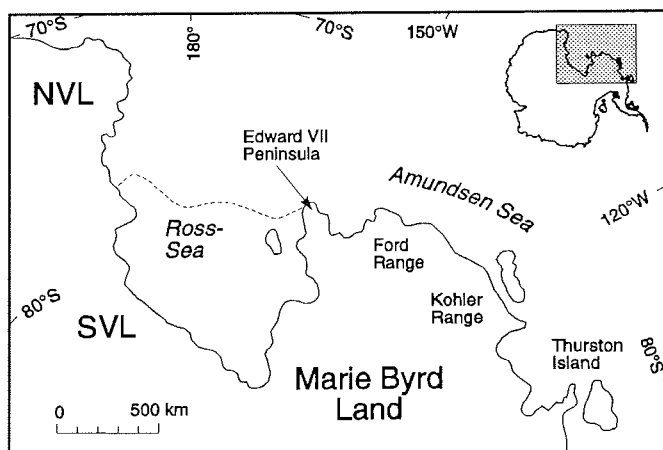 70°S
180°
70°S
150°W
NVL
Edward VII
Peninsula
Amundsen Sea
120°W
Ross-
Sea
Ford
Range
80°S
SVL
Kohler
Range
Thurston
Island
80°S
Marie Byrd
Land
0 500 km